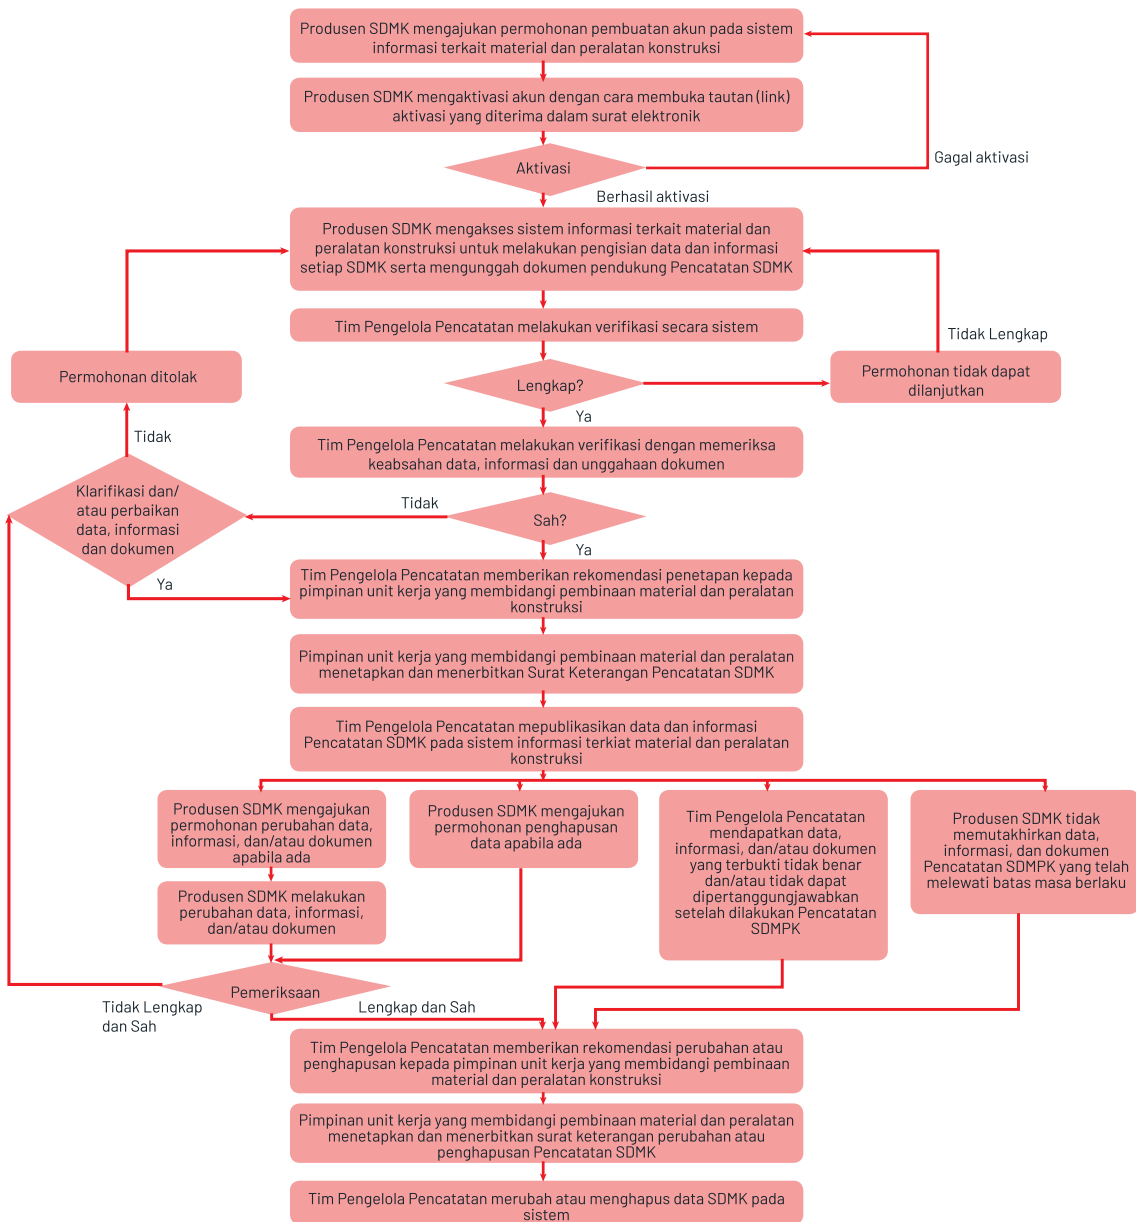 Produsen SDMK mengajukan permohonan pembuatan akun pada sistem
informasi terkait material dan peralatan konstruksi
Produsen SDMK mengaktivasi akun dengan cara membuka tautan (link)
aktivasi yang diterima dalam surat elektronik
Aktivasi
Gagal aktivasi
Berhasil aktivasi
Produsen SDMK mengakses sistem informasi terkait material dan
peralatan konstruksi untuk melakukan pengisian data dan informasi
setiap SDMK serta mengunggah dokumen pendukung Pencatatan SDMK
Tim Pengelola Pencatatan melakukan verifikasi secara sistem
Tidak Lengkap
Permohonan ditolak
Lengkap?
Permohonan tidak dapat
dilanjutkan
Ya
Tidak
Tim Pengelola Pencatatan melakukan verifikasi dengan memeriksa
keabsahan data, informasi dan unggahaan dokumen
Klarifikasi dan/
atau perbaikan
data, informasi
dan dokumen
Tidak
Sah?
Ya
Ya
Tim Pengelola Pencatatan memberikan rekomendasi penetapan kepada
pimpinan unit kerja yang membidangi pembinaan material dan peralatan
konstruksi
Pimpinan unit kerja yang membidangi pembinaan material dan peralatan
menetapkan dan menerbitkan Surat Keterangan Pencatatan SDMK
Tim Pengelola Pencatatan mepublikasikan data dan informasi
Pencatatan SDMK pada sistem informasi terkiat material dan peralatan
konstruksi
Produsen SDMK mengajukan
permohonan perubahan data,
informasi, dan/atau dokumen
apabila ada
Produsen SDMK mengajukan
permohonan penghapusan
data apabila ada
Tim Pengelola Pencatatan
mendapatkan data,
informasi, dan/atau dokumen
yang terbukti tidak benar
dan/atau tidak dapat
dipertanggungjawabkan
setelah dilakukan Pencatatan
SDMPK
Produsen SDMK tidak
memutakhirkan data,
informasi, dan dokumen
Pencatatan SDMPK yang telah
melewati batas masa berlaku
Produsen SDMK melakukan
perubahan data, informasi,
dan/atau dokumen
Pemeriksaan
Tidak Lengkap
dan Sah
Lengkap dan Sah
Tim Pengelola Pencatatan memberikan rekomendasi perubahan atau
penghapusan kepada pimpinan unit kerja yang membidangi pembinaan
material dan peralatan konstruksi
Pimpinan unit kerja yang membidangi pembinaan material dan peralatan
menetapkan dan menerbitkan surat keterangan perubahan atau
penghapusan Pencatatan SDMK
Tim Pengelola Pencatatan merubah atau menghapus data SDMK pada
sistem